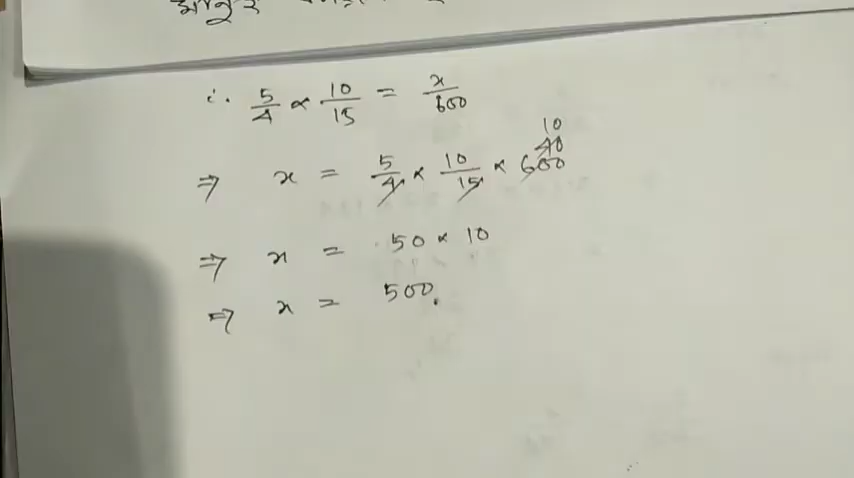 ∴ 5/4 × 10/15 = x/600
⇒ x = 5/4 × 10/15 × 600 40 10
⇒ x = 50 × 10
⇒ x = 500.